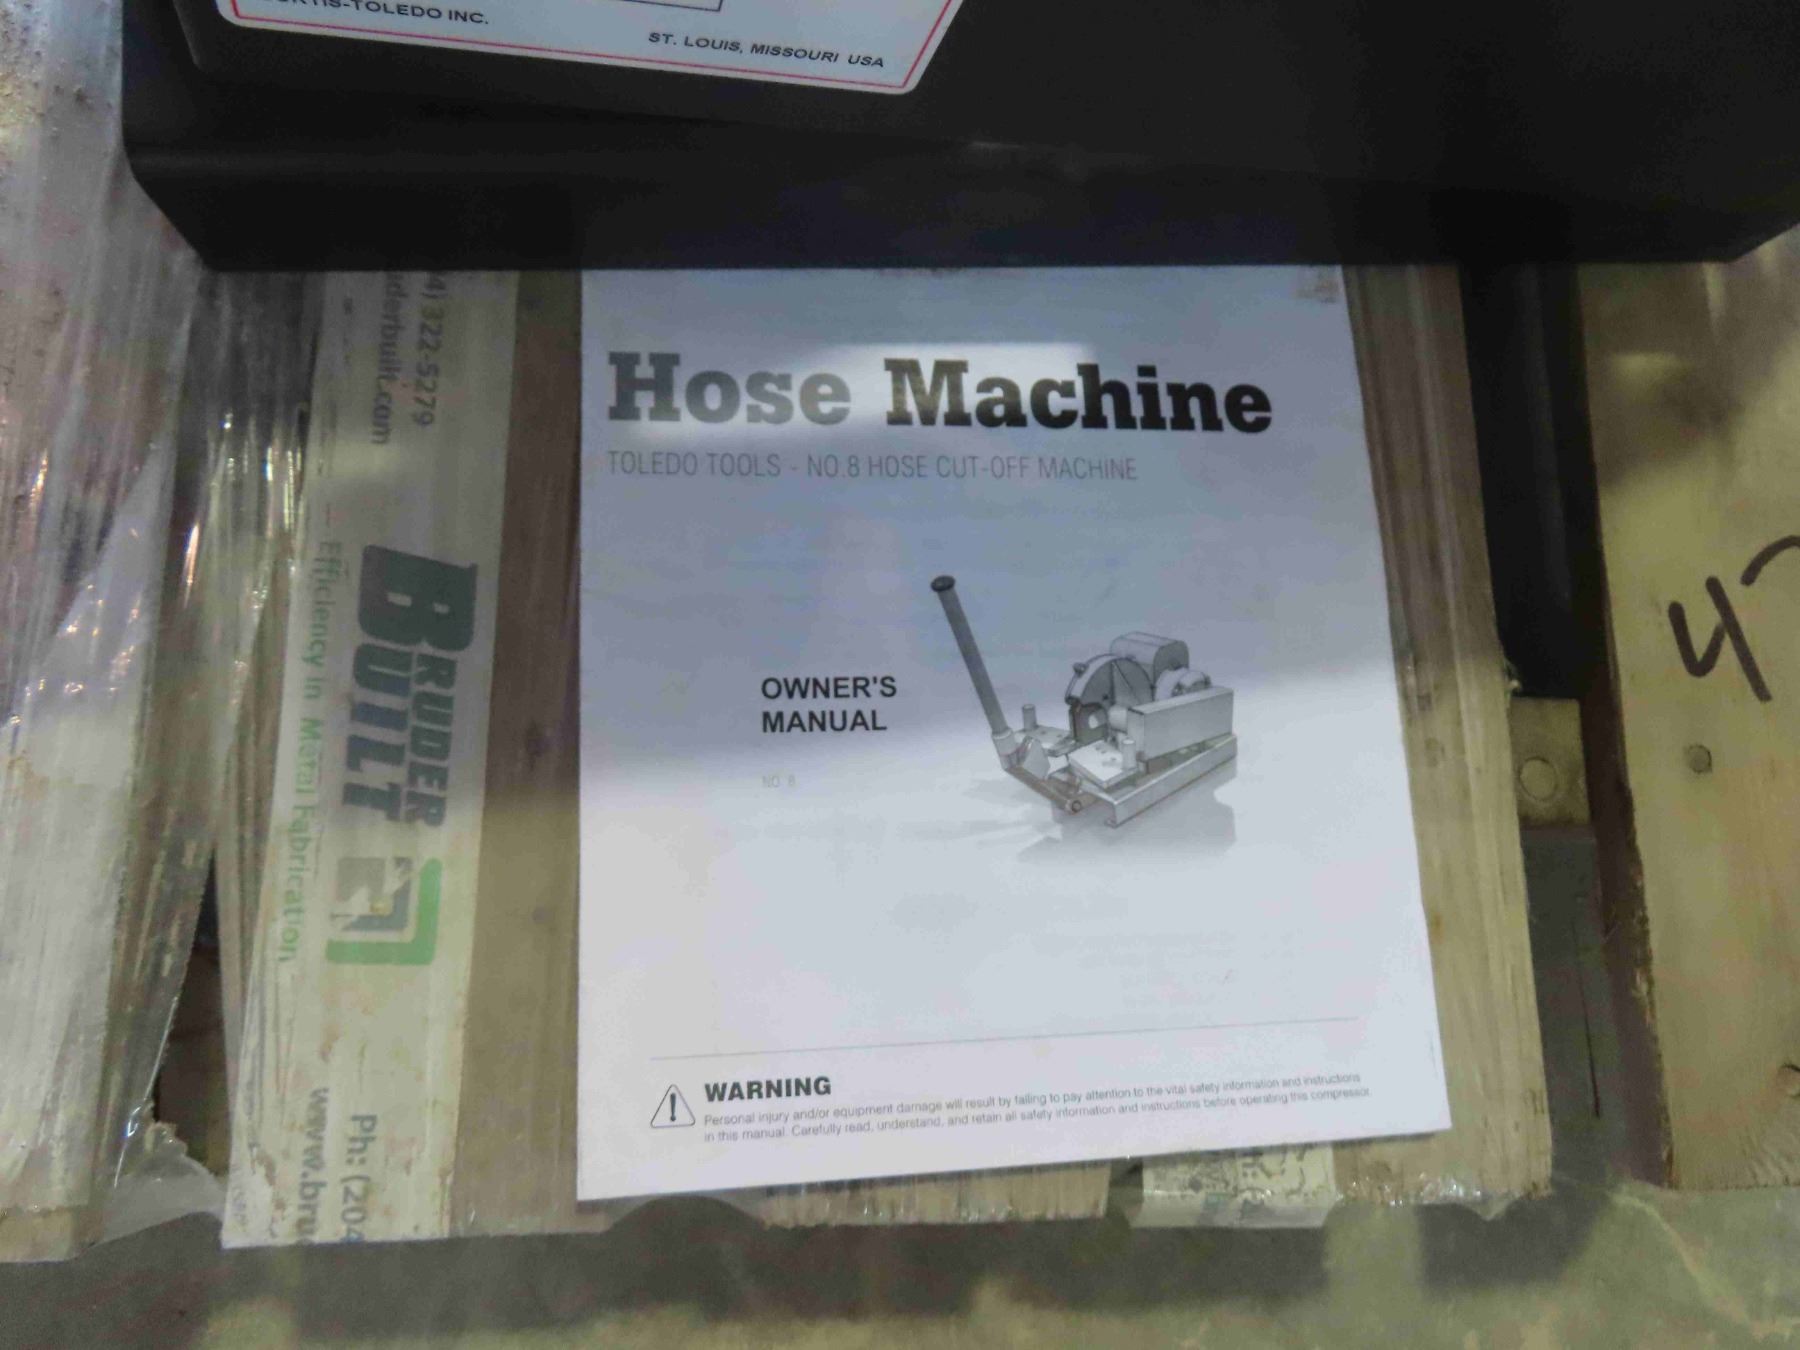 -TOLEDO INC.
ST. LOUIS, MISSOURI USA
Hose Machine
TOLEDO TOOLS - NO.8 HOSE CUT-OFF MACHINE
OWNER'S
MANUAL
NO. 8
WARNING
Personal injury and/or equipment damage will result by failing to pay attention to the vital safety information and instructions
in this manual. Carefully read, understand, and retain all safety information and instructions before operating this compressor.
4) 322-5279
derbuilt.com
BRUDER
BUILT
Efficiency in Metal Fabrication
Ph: (204
www.bru